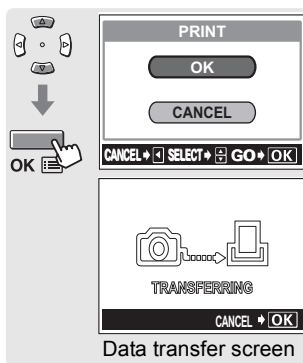 PRINT
OK
CANCEL
CANCEL SELECT GO OK
OK
TRANSFERRING
CANCEL OK
Data transfer screen